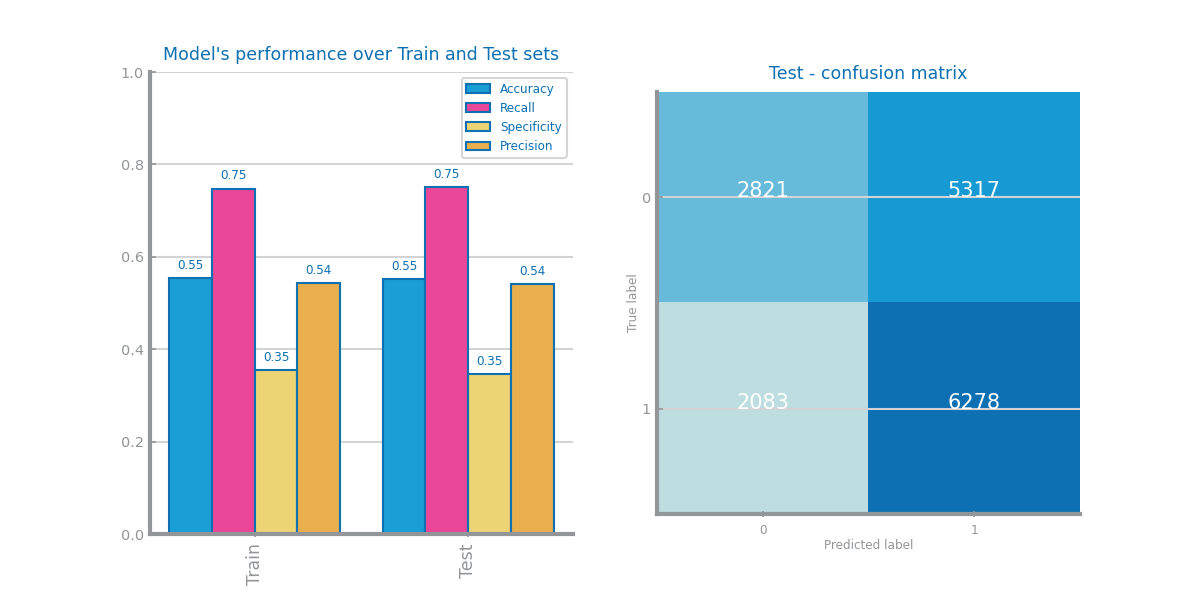 Model's performance over Train and Test sets
1.0
0.8
0.6
0.4
0.2
0.0
Accuracy
Recall
Specificity
Precision
0.55
0.75
0.35
0.54
0.55
0.75
0.35
0.54
Train
Test
Test - confusion matrix
True label
0
1
2821
5317
2083
6278
0
1
Predicted label